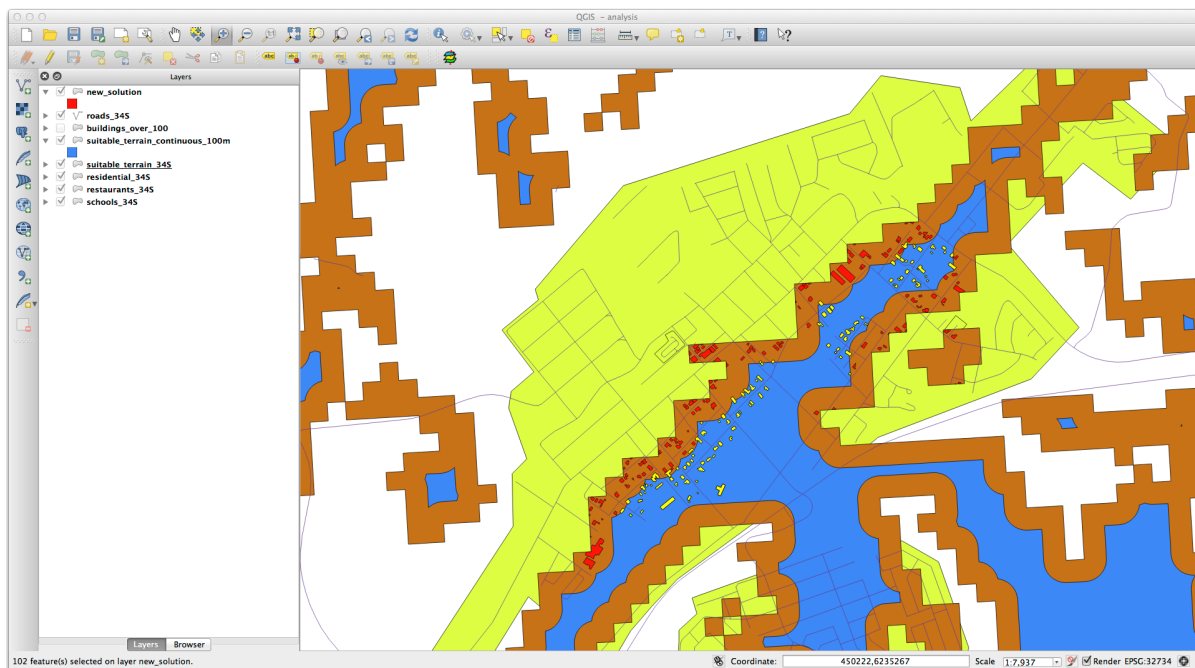 QGIS - analysis
Layers
new_solution
roads_34S
buildings_over_100
suitable_terrain_continuous_100m
suitable_terrain_34S
residential_34S
restaurants_34S
schools_34S
Layers
Browser
102 feature(s) selected on layer new_solution.
Coordinate:
450222,6235267
Scale
1:7,937
Render
EPSG:32734